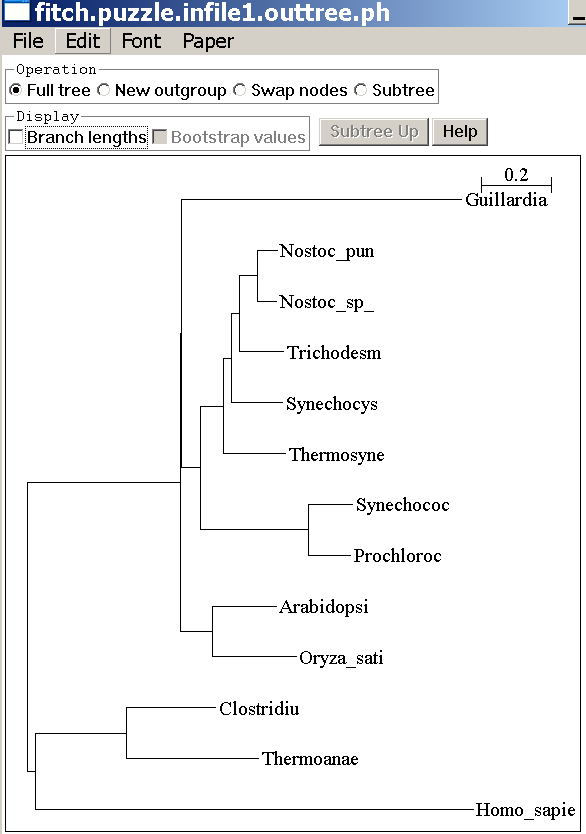 fitch.puzzle.infile1.outtree.ph
File Edit Font Paper
Operation
Full tree New outgroup Swap nodes Subtree
Display
Branch lengths Bootstrap values Subtree Up Help
0.2
Guillardia
Nostoc_pun
Nostoc_sp_
Trichodesm
Synechocys
Thermosyne
Synechococ
Prochloroc
Arabidopsi
Oryza_sati
Clostridiu
Thermoanae
Homo_sapie